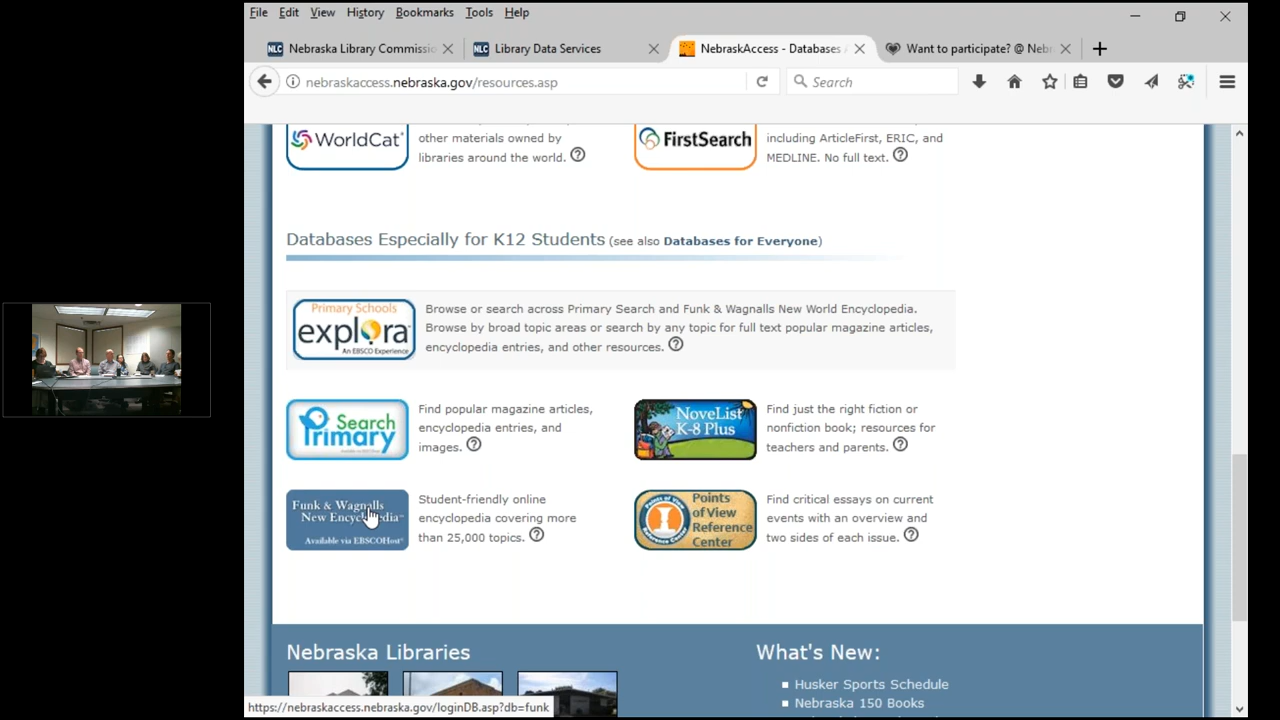 File Edit View History Bookmarks Tools Help
NLC Nebraska Library Commissio
NLC Library Data Services
NebraskAccess - Databases A
Want to participate? @ Neb
nebraskaccess.nebraska.gov/resources.asp
Search
WorldCat
other materials owned by
libraries around the world.
FirstSearch
including ArticleFirst, ERIC, and
MEDLINE. No full text.
Databases Especially for K12 Students (see also Databases for Everyone)
Primary Schools
explora
An EBSCO Experience
Browse or search across Primary Search and Funk & Wagnalls New World Encyclopedia.
Browse by broad topic areas or search by any topic for full text popular magazine articles,
encyclopedia entries, and other resources.
Search
Primary
Find popular magazine articles,
encyclopedia entries, and
images.
NoveList
K-8 Plus
Find just the right fiction or
nonfiction book; resources for
teachers and parents.
Funk & Wagnalls
New Encyclopedia
Available via EBSCOHost
Student-friendly online
encyclopedia covering more
than 25,000 topics.
Points
of View
Reference
Center
Find critical essays on current
events with an overview and
two sides of each issue.
Nebraska Libraries
What's New:
Husker Sports Schedule
Nebraska 150 Books
https://nebraskaccess.nebraska.gov/loginDB.asp?db=funk